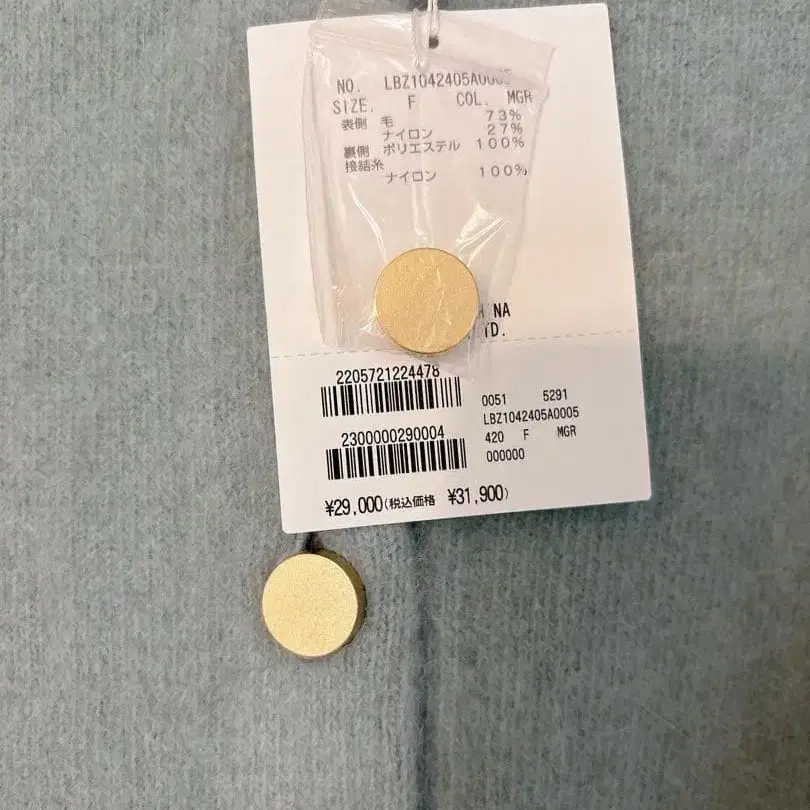 NO. LBZ1042405A0005
SIZE. F COL. MGR
表側 毛 73%
ナイロン 27%
裏側 ポリエステル 100%
接結糸
ナイロン 100%
NA
TD.
2205721224478
0051 5291
LBZ1042405A0005
2300000290004
420 F MGR
000000
¥29,000(税込価格 ¥31,900)